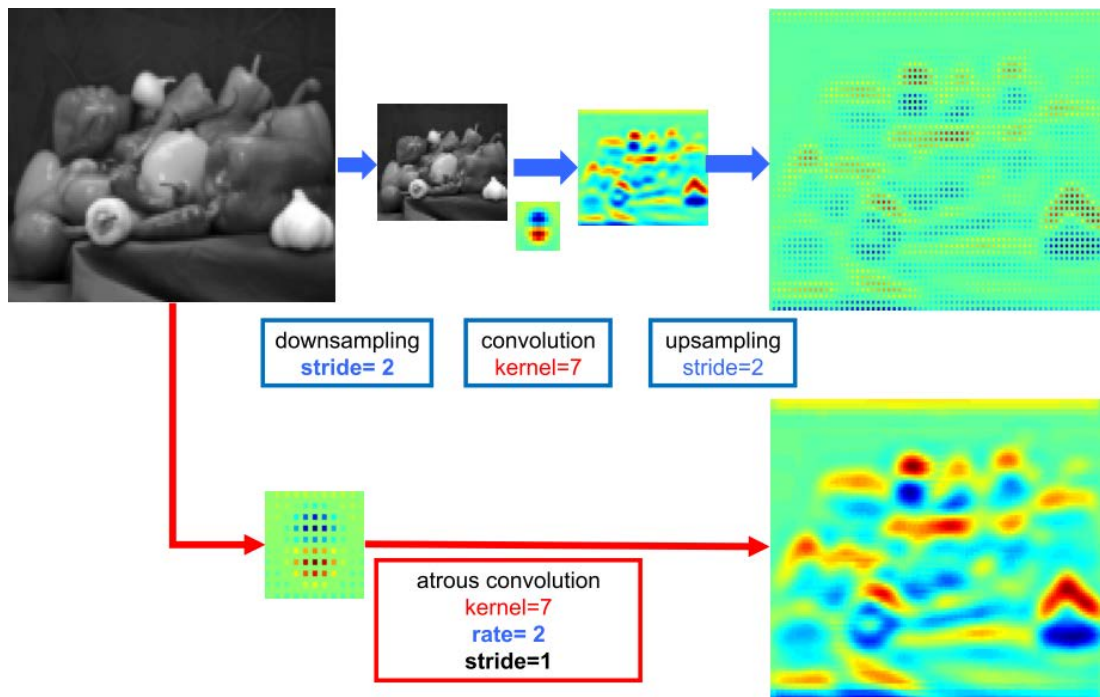 downsampling
stride= 2
convolution
kernel=7
upsampling
stride=2
atrous convolution
kernel=7
rate= 2
stride=1